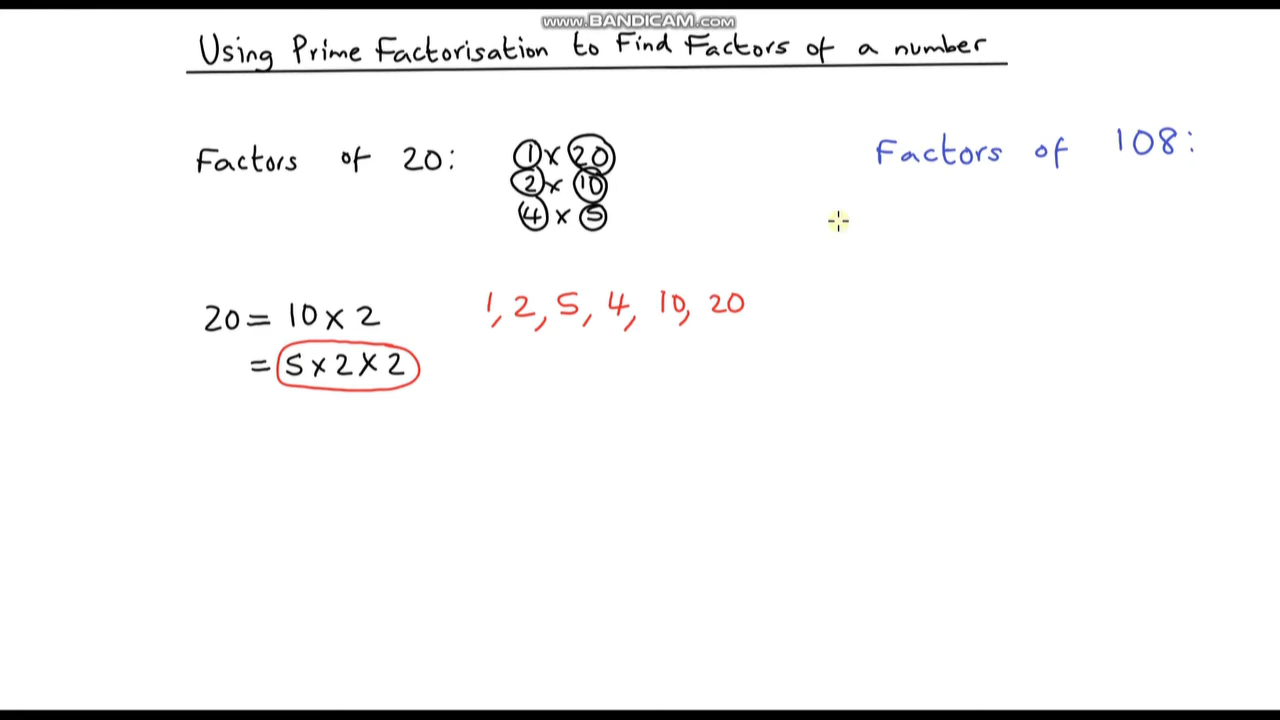 www.BANDICAM.com
Using Prime Factorisation to Find Factors of a number
Factors of 20:
1 x 20
2 x 10
4 x 5
Factors of 108:
20 = 10 x 2
= 5 x 2 x 2
1, 2, 5, 4, 10, 20